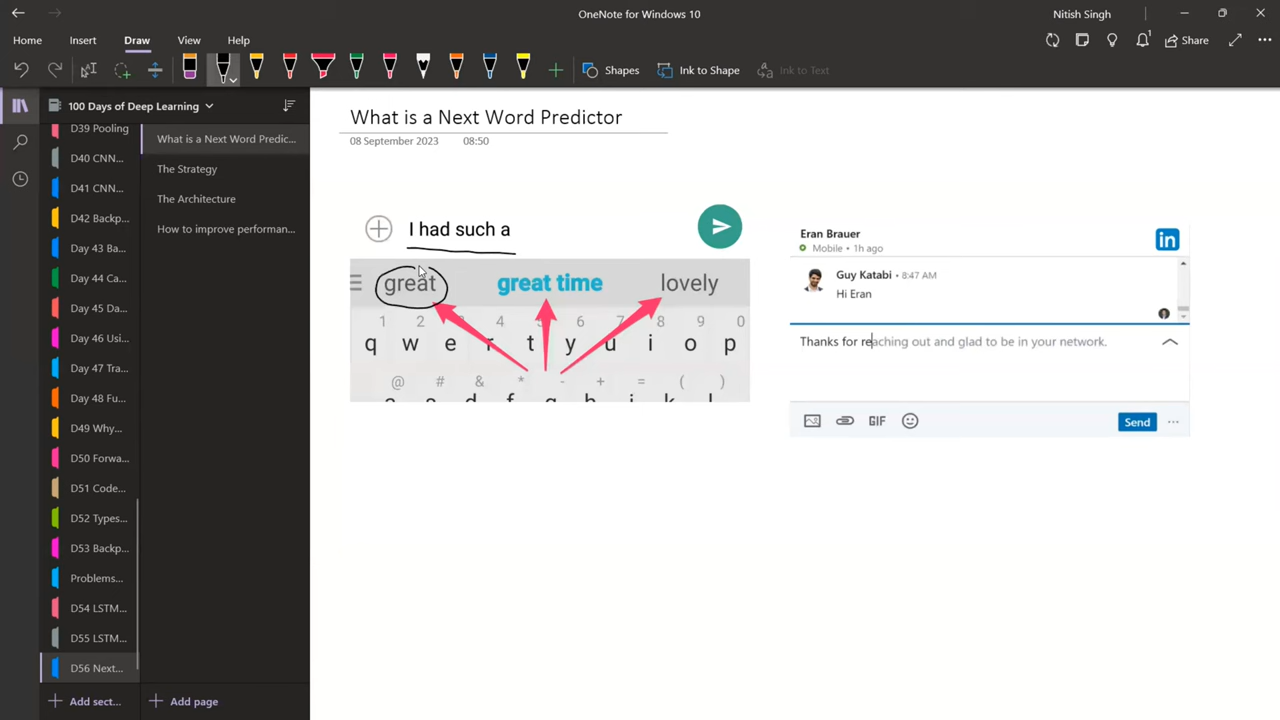 OneNote for Windows 10
Nitish Singh
Home
Insert
Draw
View
Help
Share
Shapes
Ink to Shape
Ink to Text
100 Days of Deep Learning
D39 Pooling
D40 CNN...
D41 CNN...
D42 Backp...
Day 43 Ba...
Day 44 Ca...
Day 45 Da...
Day 46 Usi...
Day 47 Tra...
Day 48 Fu...
D49 Why...
D50 Forwa...
D51 Code...
D52 Types...
D53 Backp...
Problems...
D54 LSTM...
D55 LSTM...
D56 Next...
Add sect...
What is a Next Word Predic...
The Strategy
The Architecture
How to improve performan...
Add page
What is a Next Word Predictor
08 September 2023 08:50
I had such a
great great time lovely
1 2 3 4 5 6 7 8 9 0
q w e r t y u i o p
@ # & * - + = ( )
a s d f g h j k l
Eran Brauer
Mobile • 1h ago
in
Guy Katabi • 8:47 AM
Hi Eran
Thanks for reaching out and glad to be in your network.
GIF
Send